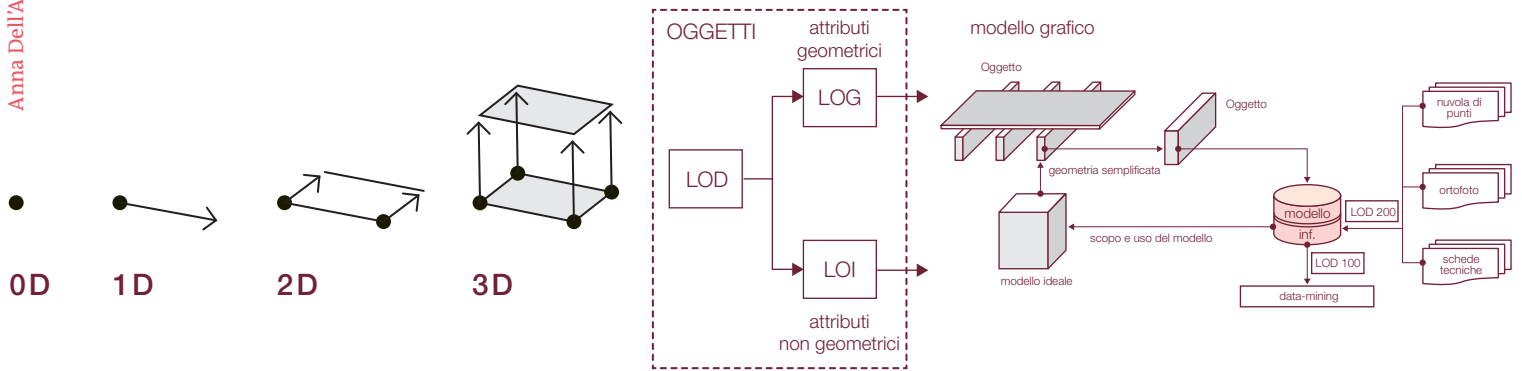 Anna Dell'A
0D
1D
2D
3D
OGGETTI
attributi
geometrici
LOG
LOD
LOI
attributi
non geometrici
modello grafico
Oggetto
Oggetto
geometria semplificata
modello ideale
scopo e uso del modello
modello
inf.
LOD 200
LOD 100
data-mining
nuvola di
punti
ortofoto
schede
tecniche